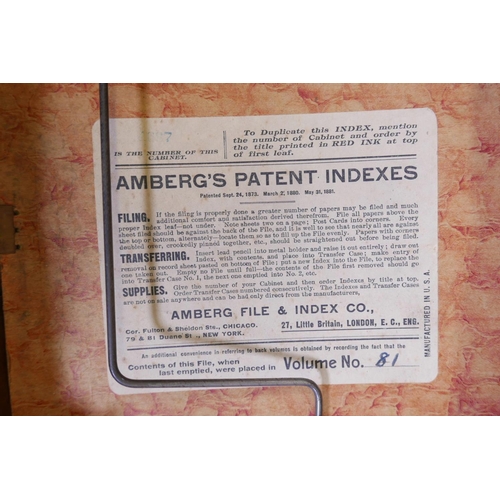 7
IS THE NUMBER OF THIS
CABINET.
To Duplicate this INDEX, mention
the number of Cabinet and order by
the title printed in RED INK at top
of first leaf.
AMBERG'S PATENT INDEXES
Patented Sept. 24, 1873. March 2, 1880. May 31, 1881.
FILING. If the filing is properly done a greater number of papers may be filed and much
additional comfort and satisfaction derived therefrom. File all papers above the
proper Index leaf—not under. Note sheets two on a page; Post Cards into corners. Every
sheet filed should be against the back of the File, and it is well to see that nearly all are against
the top or bottom, alternately—locate them so as to fill up the File evenly. Papers with corners
doubled over, crookedly pinned together, etc., should be straightened out before being filed.
TRANSFERRING. Insert lead pencil into metal holder and raise it out entirely; draw out
Index, with contents, and place into Transfer Case; make entry of
removal on record sheet pasted on bottom of File; put a new Index into the File, to replace the
one taken out. Empty no File until full—the contents of the File first removed should go
into Transfer Case No. 1, the next one emptied into No. 2, etc.
SUPPLIES. Give the number of your Cabinet and then order Indexes by title at top.
Order Transfer Cases numbered consecutively. The Indexes and Transfer Cases
are not on sale anywhere and can be had only direct from the manufacturers,
AMBERG FILE & INDEX CO.,
Cor. Fulton & Sheldon Sts., CHICAGO.
79 & 81 Duane St., NEW YORK.
27, Little Britain, LONDON, E. C., ENG.
MANUFACTURED IN U.S.A.
An additional convenience in referring to back volumes is obtained by recording the fact that the
Contents of this File, when
last emptied, were placed in
Volume No. 81